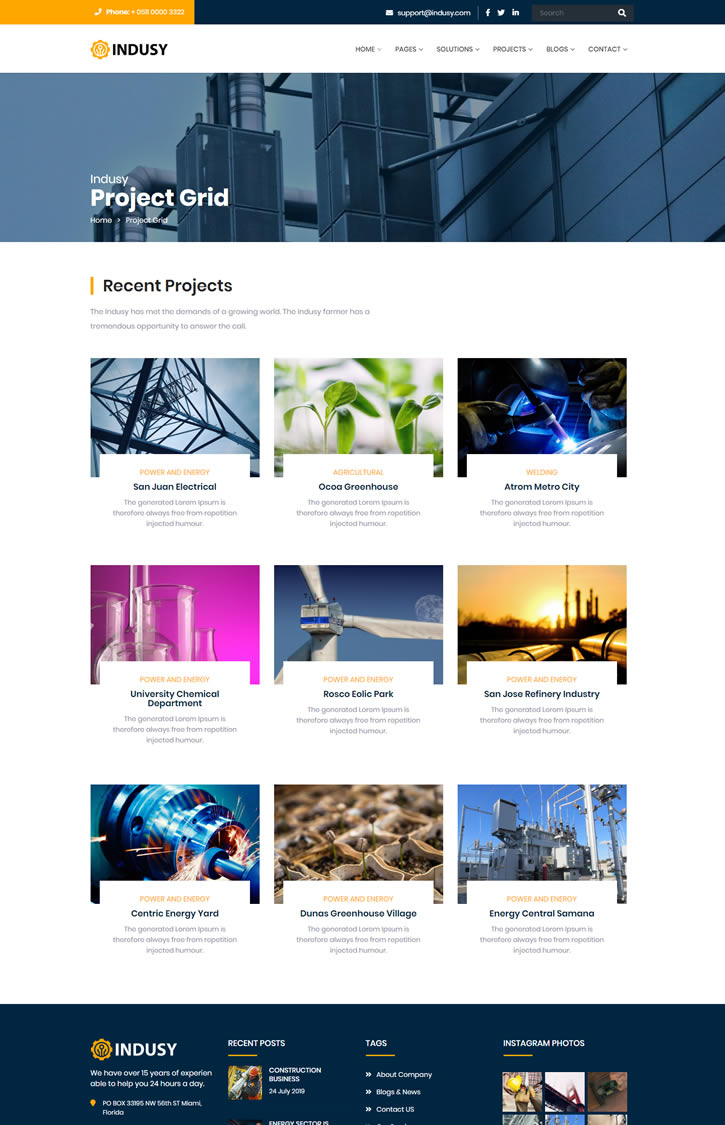 Phone: + 0511 0000 3322
support@indusy.com
Search
INDUSY
HOME
PAGES
SOLUTIONS
PROJECTS
BLOGS
CONTACT
Indusy
Project Grid
Home > Project Grid
Recent Projects
The Indusy has met the demands of a growing world. The indusy farmer has a
tremendous opportunity to answer the call.
POWER AND ENERGY
San Juan Electrical
The generated Lorem Ipsum is
therefore always free from repetition
injected humour.
AGRICULTURAL
Ocoa Greenhouse
The generated Lorem Ipsum is
therefore always free from repetition
injected humour.
WELDING
Atrom Metro City
The generated Lorem Ipsum is
therefore always free from repetition
injected humour.
POWER AND ENERGY
University Chemical
Department
The generated Lorem Ipsum is
therefore always free from repetition
injected humour.
POWER AND ENERGY
Rosco Eolic Park
The generated Lorem Ipsum is
therefore always free from repetition
injected humour.
POWER AND ENERGY
San Jose Refinery Industry
The generated Lorem Ipsum is
therefore always free from repetition
injected humour.
POWER AND ENERGY
Centric Energy Yard
The generated Lorem Ipsum is
therefore always free from repetition
injected humour.
POWER AND ENERGY
Dunas Greenhouse Village
The generated Lorem Ipsum is
therefore always free from repetition
injected humour.
POWER AND ENERGY
Energy Central Samana
The generated Lorem Ipsum is
therefore always free from repetition
injected humour.
INDUSY
We have over 15 years of experien
able to help you 24 hours a day.
PO BOX 33195 NW 56th ST Miami,
Florida
RECENT POSTS
CONSTRUCTION
BUSINESS
24 July 2019
ENERGY SECTOR IS
TAGS
About Company
Blogs & News
Contact US
INSTAGRAM PHOTOS